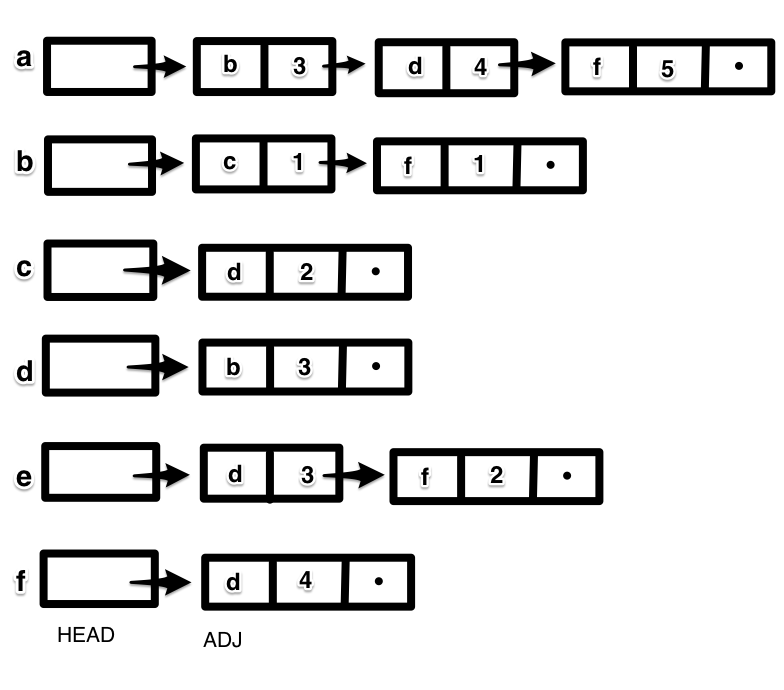 a b 3 d 4 f 5 •
b c 1 f 1 •
c d 2 •
d b 3 •
e d 3 f 2 •
f d 4 •
HEAD ADJ